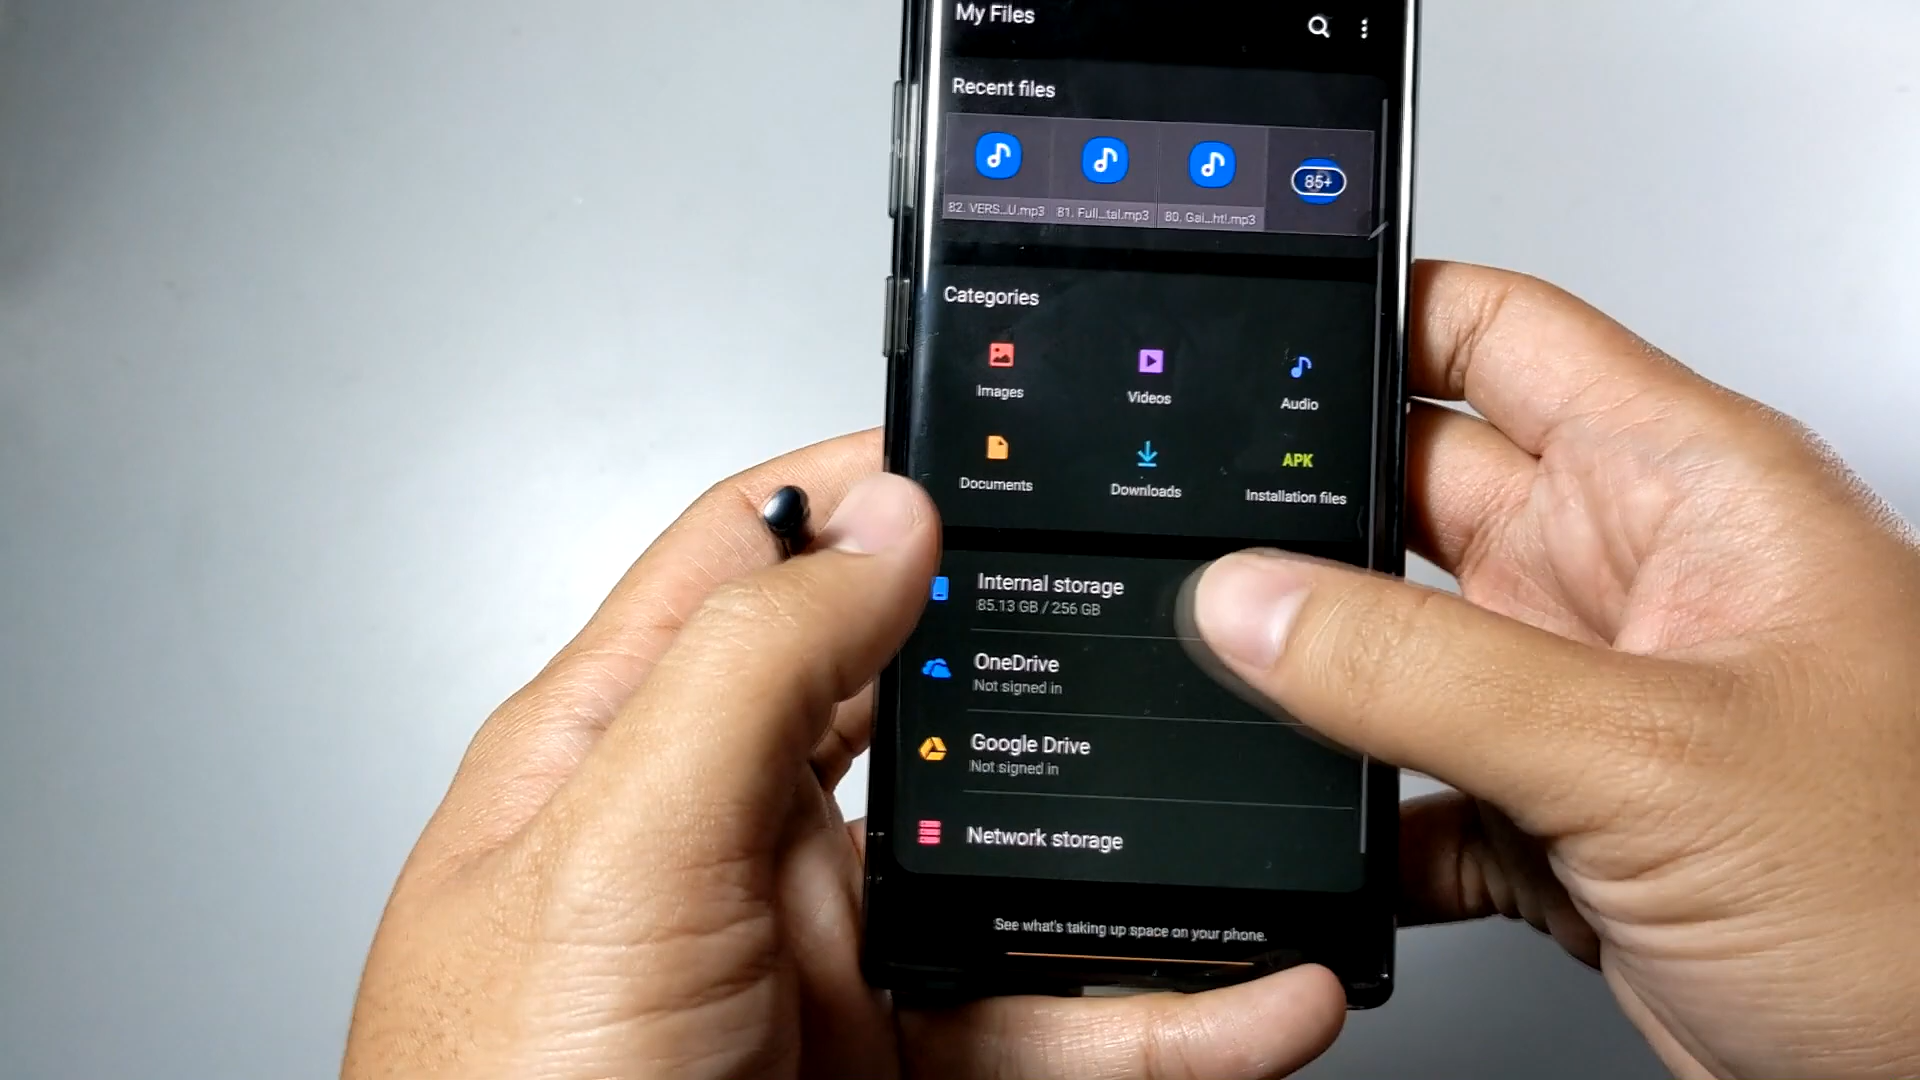 My Files
Recent files
85+
82. VERS...U.mp3 81. Full...tal.mp3 80. Gai...ht!.mp3
Categories
Images Videos Audio
APK
Documents Downloads Installation files
Internal storage
85.13 GB / 256 GB
OneDrive
Not signed in
Google Drive
Not signed in
Network storage
See what's taking up space on your phone.